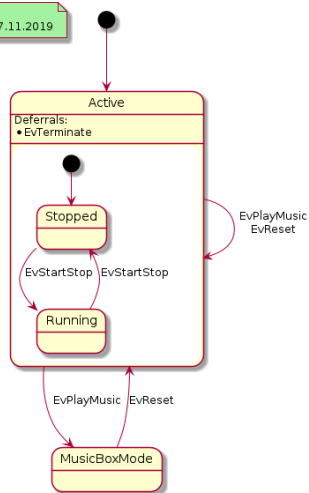 7.11.2019
Active
Deferrals:
•EvTerminate
Stopped
EvPlayMusic
EvReset
EvStartStop
EvStartStop
Running
EvPlayMusic
EvReset
MusicBoxMode